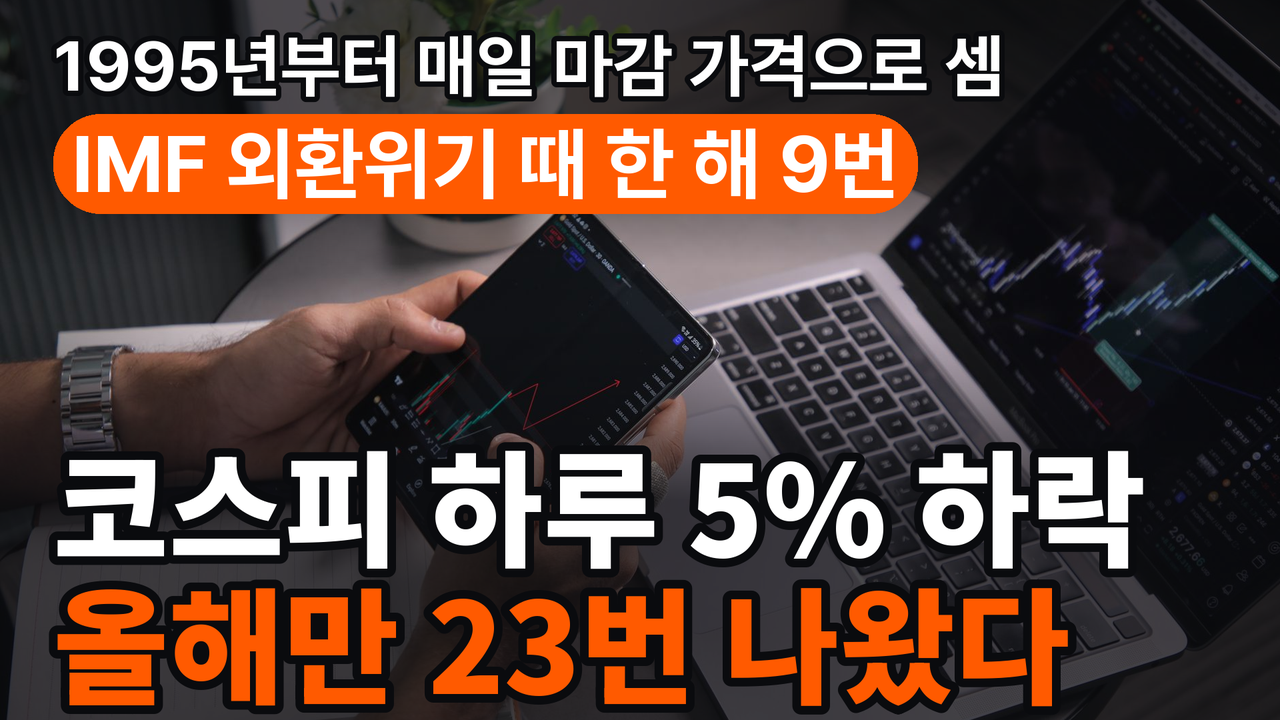 1995년부터 매일 마감 가격으로 셈
IMF 외환위기 때 한 해 9번
코스피 하루 5% 하락
올해만 23번 나왔다